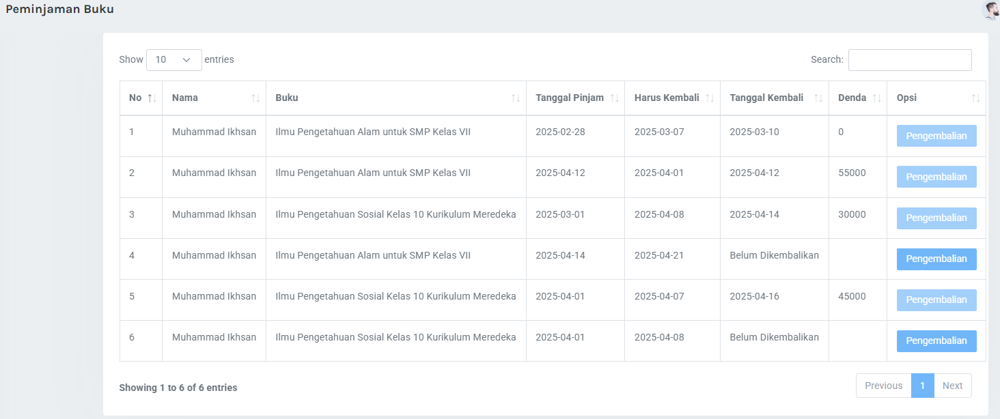 Peminjaman Buku
Show 10 entries Search:
No Nama Buku Tanggal Pinjam Harus Kembali Tanggal Kembali Denda Opsi
1 Muhammad Ikhsan Ilmu Pengetahuan Alam untuk SMP Kelas VII 2025-02-28 2025-03-07 2025-03-10 0 Pengembalian
2 Muhammad Ikhsan Ilmu Pengetahuan Alam untuk SMP Kelas VII 2025-04-12 2025-04-01 2025-04-12 55000 Pengembalian
3 Muhammad Ikhsan Ilmu Pengetahuan Sosial Kelas 10 Kurikulum Meredeka 2025-03-01 2025-04-08 2025-04-14 30000 Pengembalian
4 Muhammad Ikhsan Ilmu Pengetahuan Alam untuk SMP Kelas VII 2025-04-14 2025-04-21 Belum Dikembalikan Pengembalian
5 Muhammad Ikhsan Ilmu Pengetahuan Sosial Kelas 10 Kurikulum Meredeka 2025-04-01 2025-04-07 2025-04-16 45000 Pengembalian
6 Muhammad Ikhsan Ilmu Pengetahuan Sosial Kelas 10 Kurikulum Meredeka 2025-04-01 2025-04-08 Belum Dikembalikan Pengembalian
Showing 1 to 6 of 6 entries Previous 1 Next